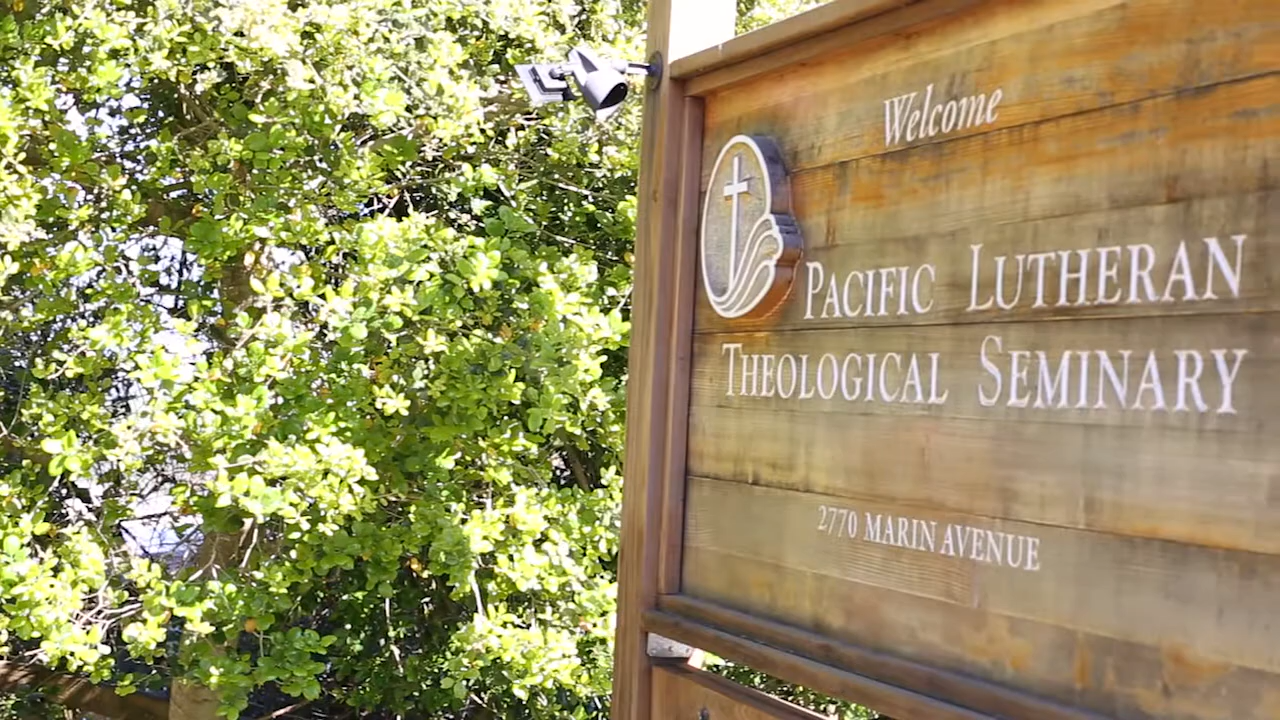 Welcome
PACIFIC LUTHERAN
THEOLOGICAL SEMINARY
2770 MARIN AVENUE